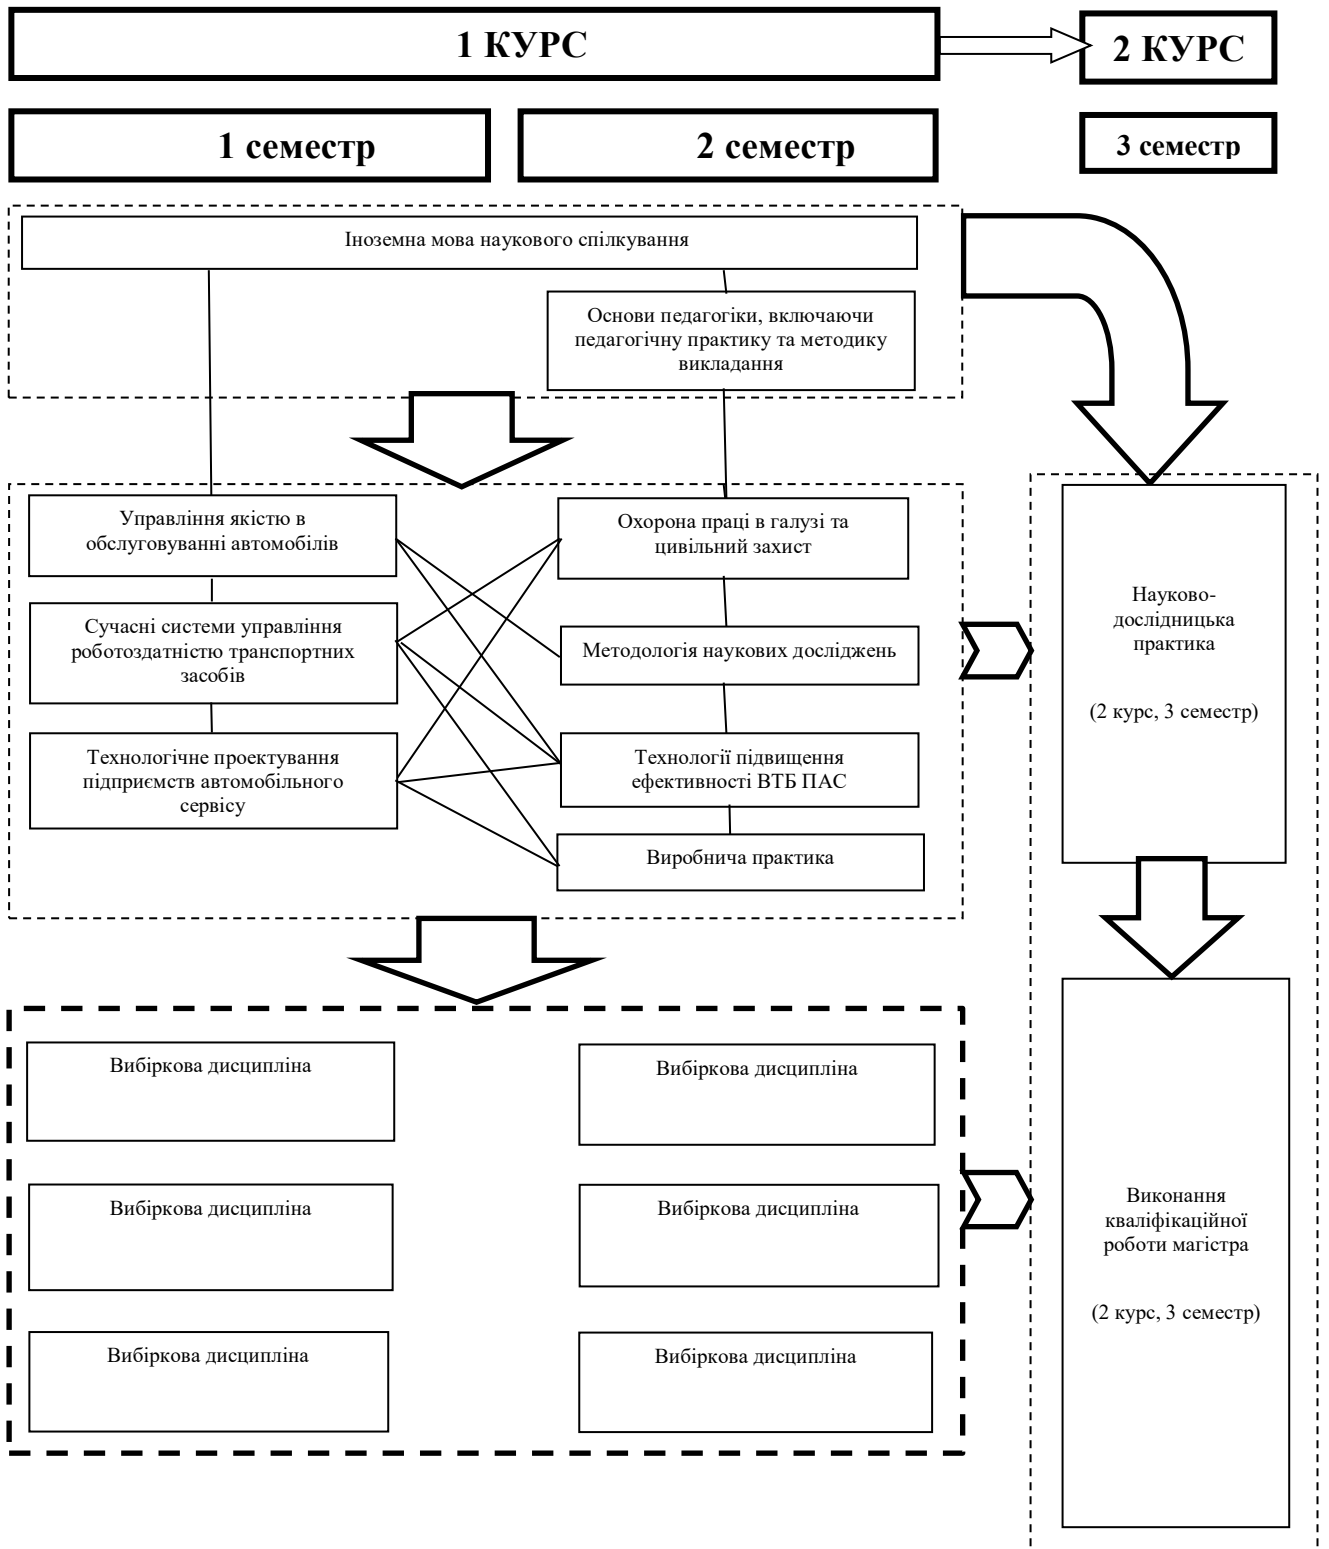 1 КУРС
2 КУРС
1 семестр
2 семестр
3 семестр
Іноземна мова наукового спілкування
Основи педагогіки, включаючи
педагогічну практику та методику
викладання
Управління якістю в
обслуговуванні автомобілів
Охорона праці в галузі та
цивільний захист
Сучасні системи управління
роботоздатністю транспортних
засобів
Методологія наукових досліджень
Технологічне проектування
підприємств автомобільного
сервісу
Технології підвищення
ефективності ВТБ ПАС
Виробнича практика
Науково-
дослідницька
практика
(2 курс, 3 семестр)
Вибіркова дисципліна
Вибіркова дисципліна
Вибіркова дисципліна
Вибіркова дисципліна
Вибіркова дисципліна
Вибіркова дисципліна
Виконання
кваліфікаційної
роботи магістра
(2 курс, 3 семестр)